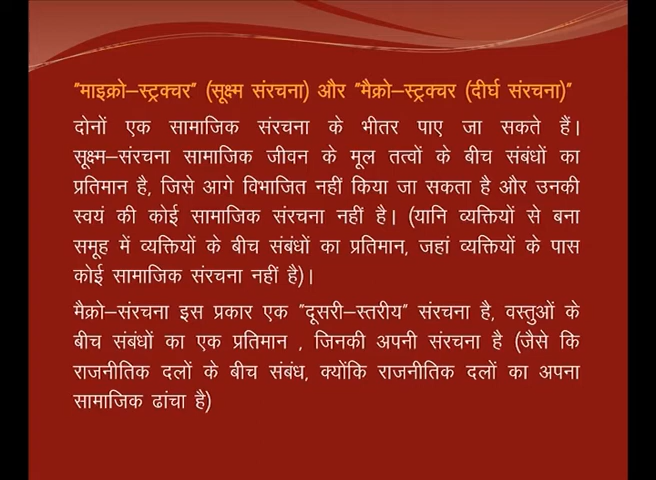 "माइक्रो–स्ट्रक्चर" (सूक्ष्म संरचना) और "मैक्रो–स्ट्रक्चर (दीर्घ संरचना)"
दोनों एक सामाजिक संरचना के भीतर पाए जा सकते हैं।
सूक्ष्म–संरचना सामाजिक जीवन के मूल तत्वों के बीच संबंधों का
प्रतिमान है, जिसे आगे विभाजित नहीं किया जा सकता है और उनकी
स्वयं की कोई सामाजिक संरचना नहीं है। (यानि व्यक्तियों से बना
समूह में व्यक्तियों के बीच संबंधों का प्रतिमान, जहां व्यक्तियों के पास
कोई सामाजिक संरचना नहीं है)।
मैक्रो–संरचना इस प्रकार एक "दूसरी–स्तरीय" संरचना है, वस्तुओं के
बीच संबंधों का एक प्रतिमान , जिनकी अपनी संरचना है (जैसे कि
राजनीतिक दलों के बीच संबंध, क्योंकि राजनीतिक दलों का अपना
सामाजिक ढांचा है)